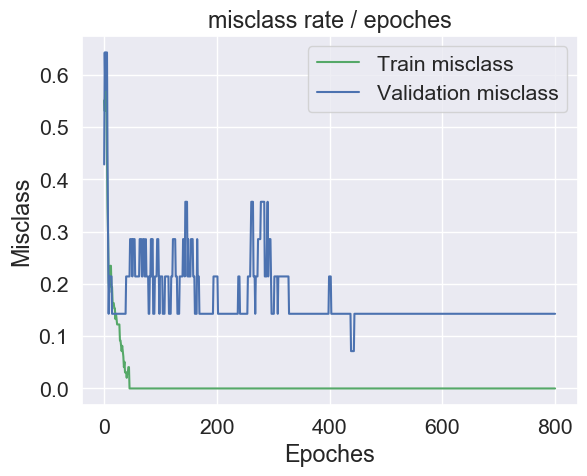 misclass rate / epoches
Train misclass
Validation misclass
Misclass
0.6
0.5
0.4
0.3
0.2
0.1
0.0
0
200
400
600
800
Epoches